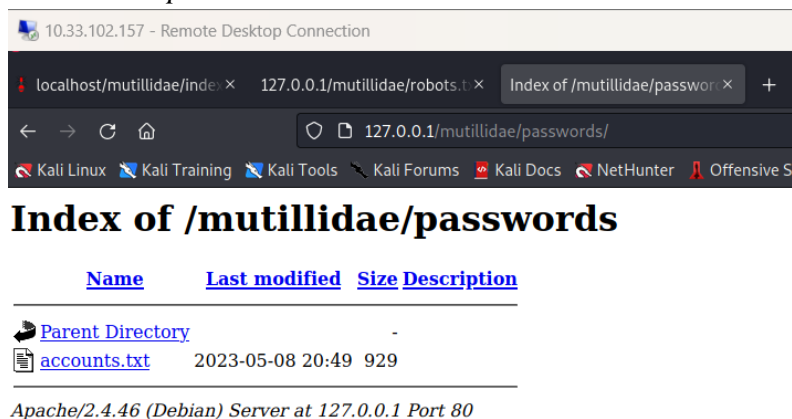 10.33.102.157 - Remote Desktop Connection
localhost/mutillidae/inde × 127.0.0.1/mutillidae/robots.t × Index of /mutillidae/passwor × +
127.0.0.1/mutillidae/passwords/
Kali Linux Kali Training Kali Tools Kali Forums Kali Docs NetHunter Offensive S
Index of /mutillidae/passwords
Name Last modified Size Description
Parent Directory -
accounts.txt 2023-05-08 20:49 929
Apache/2.4.46 (Debian) Server at 127.0.0.1 Port 80